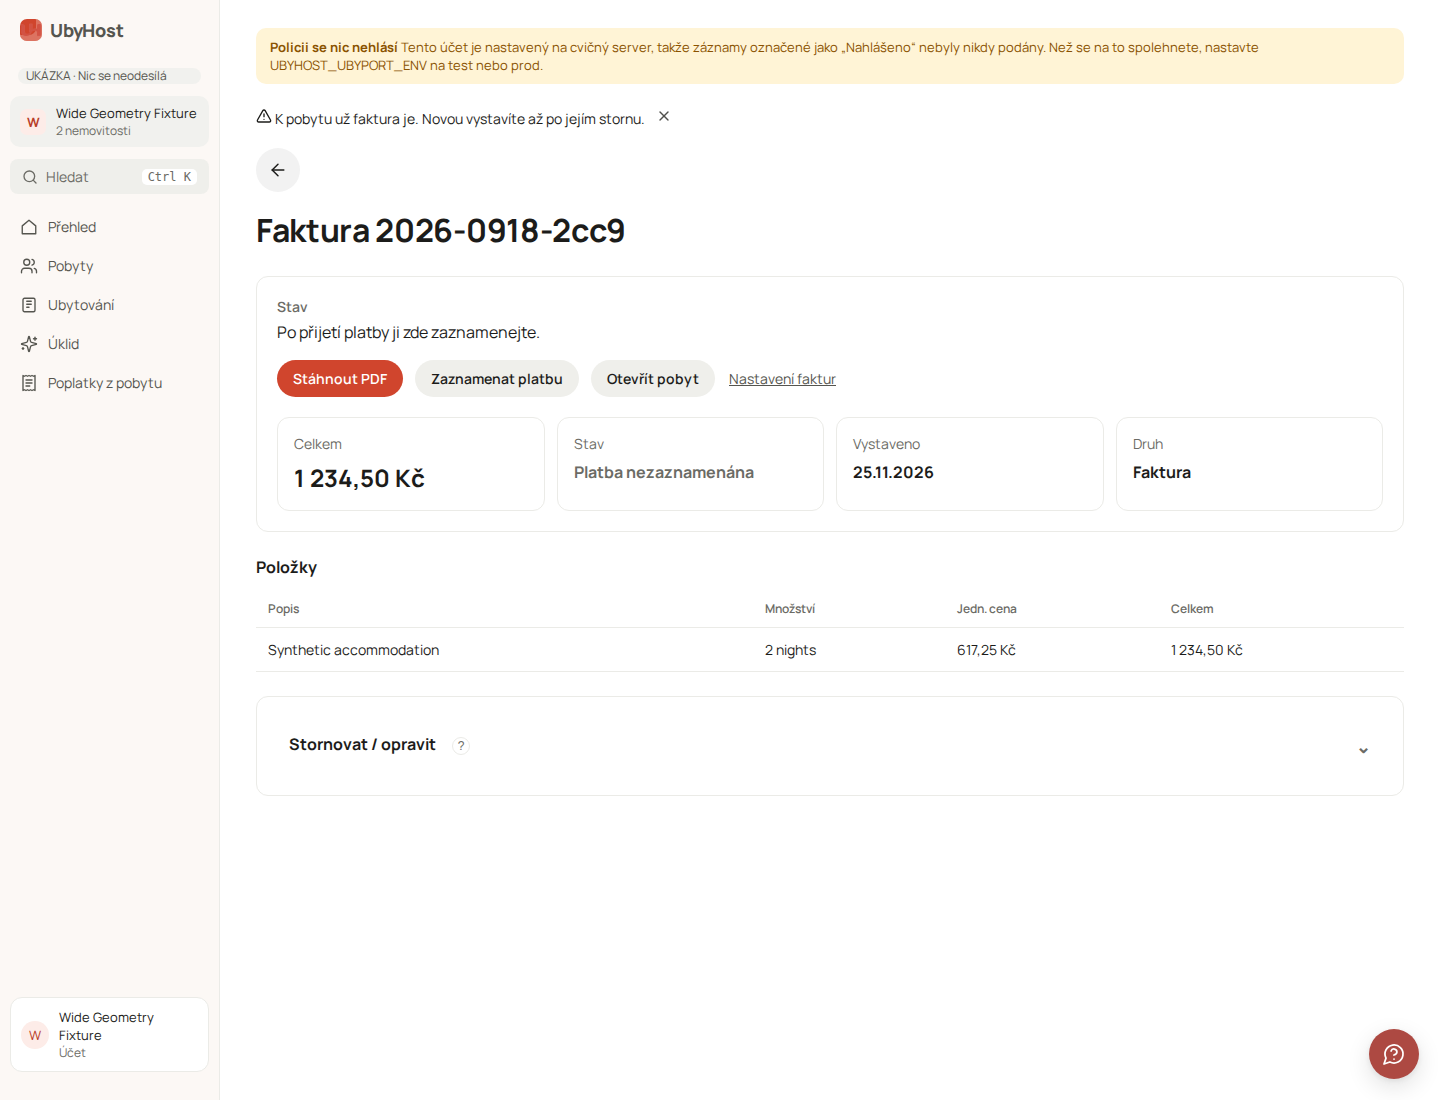 UbyHost
UKÁZKA · Nic se neodesílá
W
Wide Geometry Fixture
2 nemovitosti
Hledat
Ctrl K
Přehled
Pobyty
Ubytování
Úklid
Poplatky z pobytu
Wide Geometry
Fixture
W
Účet
Policii se nic nehlásí Tento účet je nastavený na cvičný server, takže záznamy označené jako „Nahlášeno“ nebyly nikdy podány. Než se na to spolehnete, nastavte
UBYHOST_UBYPORT_ENV na test nebo prod.
K pobytu už faktura je. Novou vystavíte až po jejím stornu.
Faktura 2026-0918-2cc9
Stav
Po přijetí platby ji zde zaznamenejte.
Stáhnout PDF
Zaznamenat platbu
Otevřít pobyt
Nastavení faktur
Celkem
1 234,50 Kč
Stav
Platba nezaznamenána
Vystaveno
25.11.2026
Druh
Faktura
Položky
Popis Množství Jedn. cena Celkem
Synthetic accommodation 2 nights 617,25 Kč 1 234,50 Kč
Stornovat / opravit ?